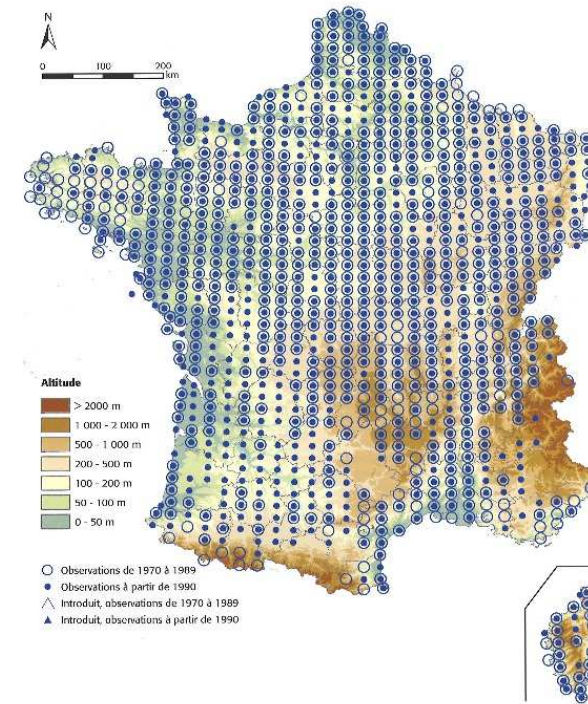 N
0 100 200
km
Altitude
> 2000 m
1 000 - 2 000 m
500 - 1 000 m
200 - 500 m
100 - 200 m
50 - 100 m
0 - 50 m
Observations de 1970 à 1989
Observations à partir de 1990
Introduit, observations de 1970 à 1989
Introduit, observations à partir de 1990